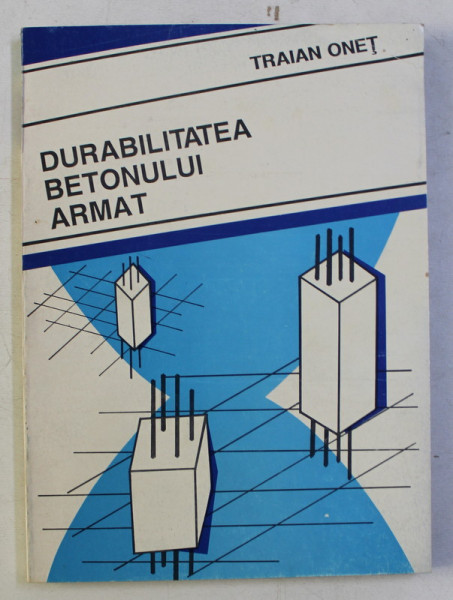 TRAIAN ONEȚ
DURABILITATEA
BETONULUI
ARMAT